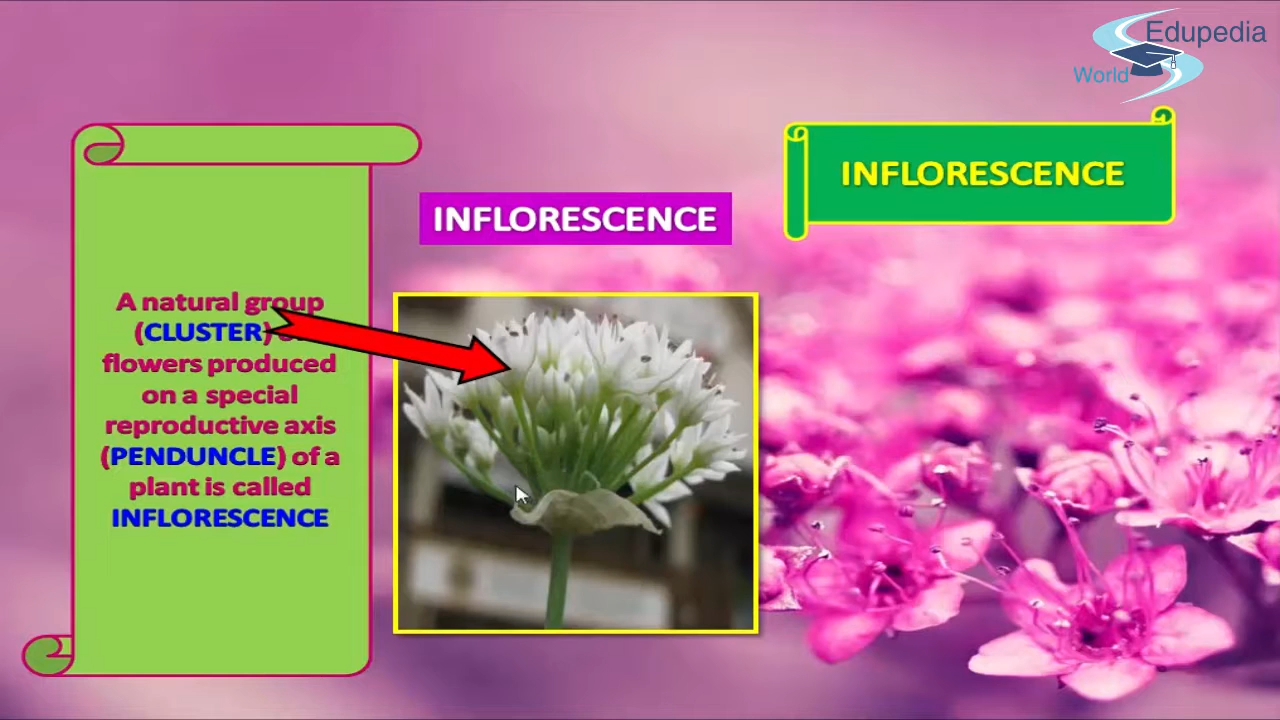 Edupedia
World
INFLORESCENCE
INFLORESCENCE
A natural group
(CLUSTER)
flowers produced
on a special
reproductive axis
(PENDUNCLE) of a
plant is called
INFLORESCENCE